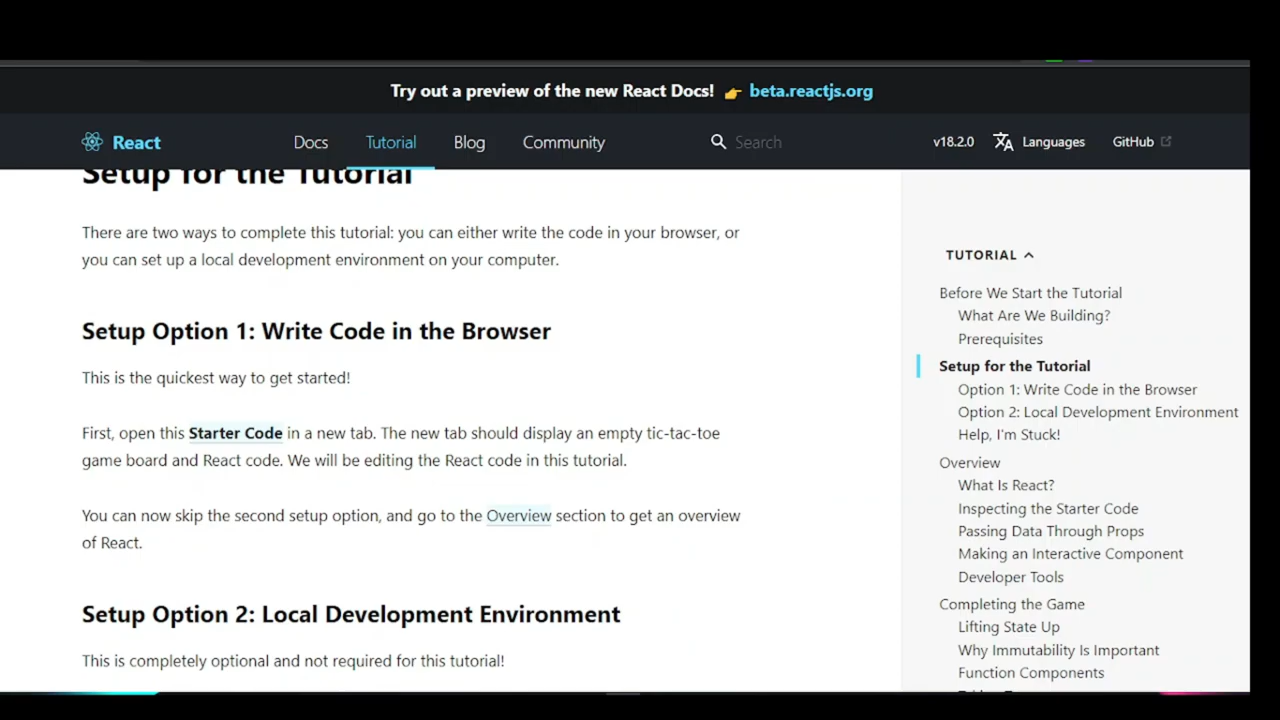 Try out a preview of the new React Docs! 👉 beta.reactjs.org
React Docs Tutorial Blog Community Search v18.2.0 Languages GitHub
Setup for the Tutorial
There are two ways to complete this tutorial: you can either write the code in your browser, or
you can set up a local development environment on your computer.
Setup Option 1: Write Code in the Browser
This is the quickest way to get started!
First, open this Starter Code in a new tab. The new tab should display an empty tic-tac-toe
game board and React code. We will be editing the React code in this tutorial.
You can now skip the second setup option, and go to the Overview section to get an overview
of React.
Setup Option 2: Local Development Environment
This is completely optional and not required for this tutorial!
TUTORIAL
Before We Start the Tutorial
What Are We Building?
Prerequisites
Setup for the Tutorial
Option 1: Write Code in the Browser
Option 2: Local Development Environment
Help, I'm Stuck!
Overview
What Is React?
Inspecting the Starter Code
Passing Data Through Props
Making an Interactive Component
Developer Tools
Completing the Game
Lifting State Up
Why Immutability Is Important
Function Components